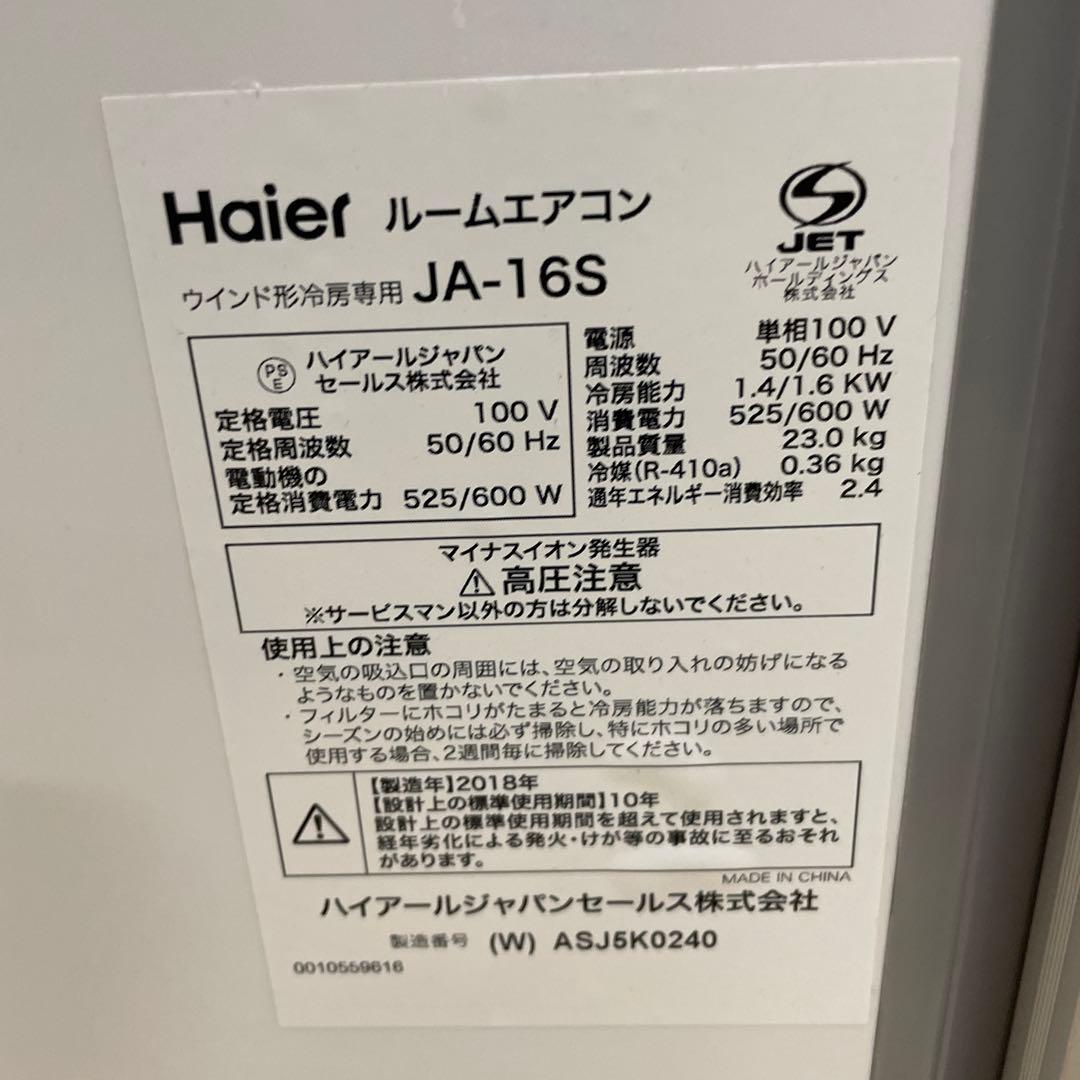 Haier ルームエアコン
ウインド形冷房専用 JA-16S
JET
ハイアールジャパン
ホールディングス
株式会社
PS
E
ハイアールジャパン
セールス株式会社
定格電圧 100 V
定格周波数 50/60 Hz
電動機の
定格消費電力 525/600 W
電源 単相100 V
周波数 50/60 Hz
冷房能力 1.4/1.6 KW
消費電力 525/600 W
製品質量 23.0 kg
冷媒(R-410a) 0.36 kg
通年エネルギー消費効率 2.4
マイナスイオン発生器
高圧注意
※サービスマン以外の方は分解しないでください。
使用上の注意
・空気の吸込口の周囲には、空気の取り入れの妨げになる
ようなものを置かないでください。
・フィルターにホコリがたまると冷房能力が落ちますので、
シーズンの始めには必ず掃除し、特にホコリの多い場所で
使用する場合、2週間毎に掃除してください。
【製造年】2018年
【設計上の標準使用期間】10年
設計上の標準使用期間を超えて使用されますと、
経年劣化による発火・けが等の事故に至るおそれ
があります。
MADE IN CHINA
ハイアールジャパンセールス株式会社
製造番号 (W) ASJ5K0240
0010559616